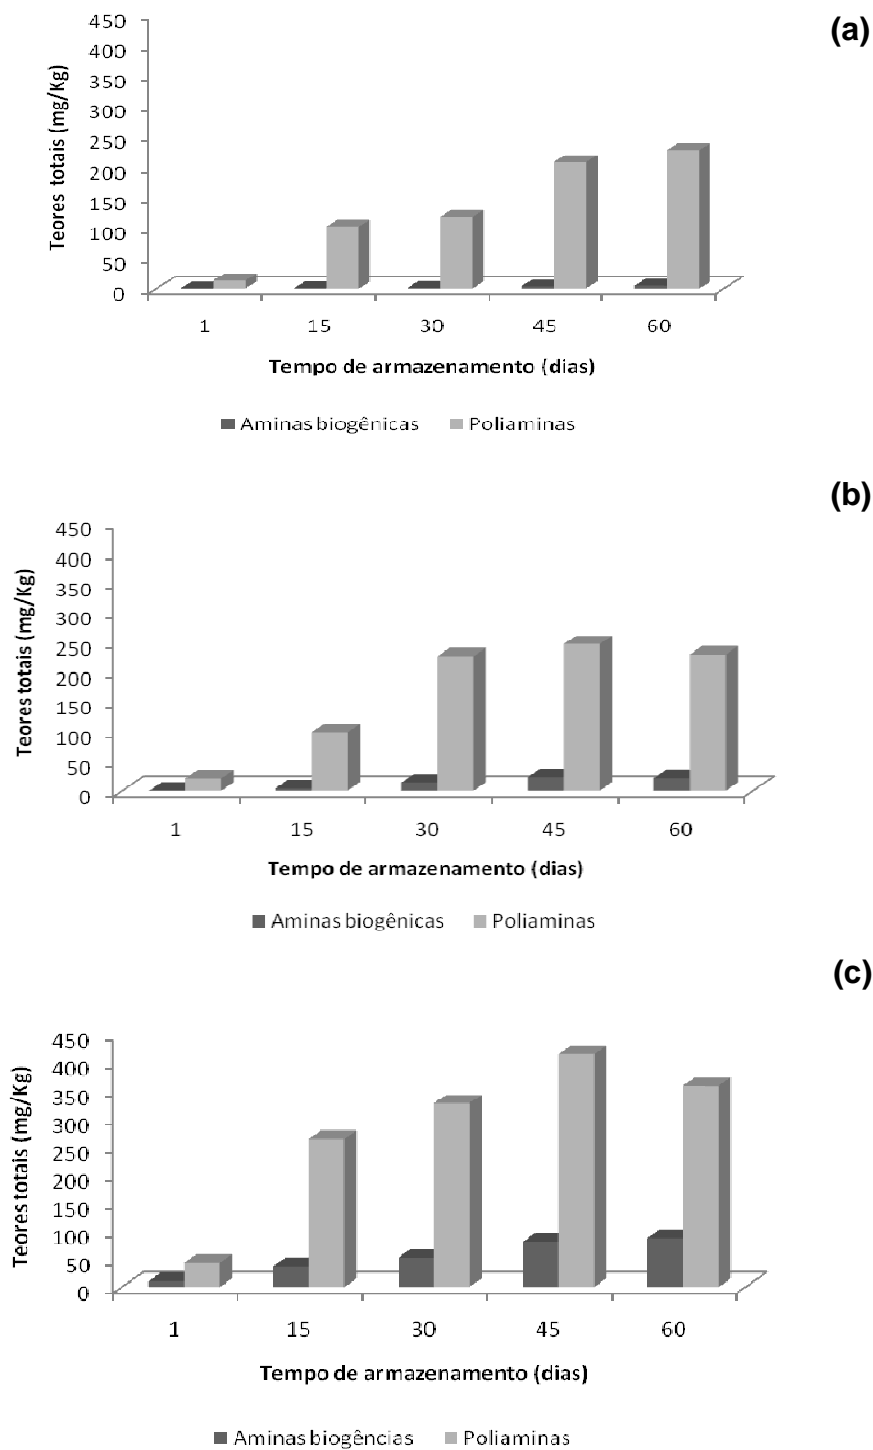 (a)
450
400
350
300
250
200
150
100
50
0
Teores totais (mg/Kg)
1 15 30 45 60
Tempo de armazenamento (dias)
Aminas biogênicas Poliaminas
(b)
450
400
350
300
250
200
150
100
50
0
Teores totais (mg/Kg)
1 15 30 45 60
Tempo de armazenamento (dias)
Aminas biogênicas Poliaminas
(c)
450
400
350
300
250
200
150
100
50
0
Teores totais (mg/Kg)
1 15 30 45 60
Tempo de armazenamento (dias)
Aminas biogências Poliaminas